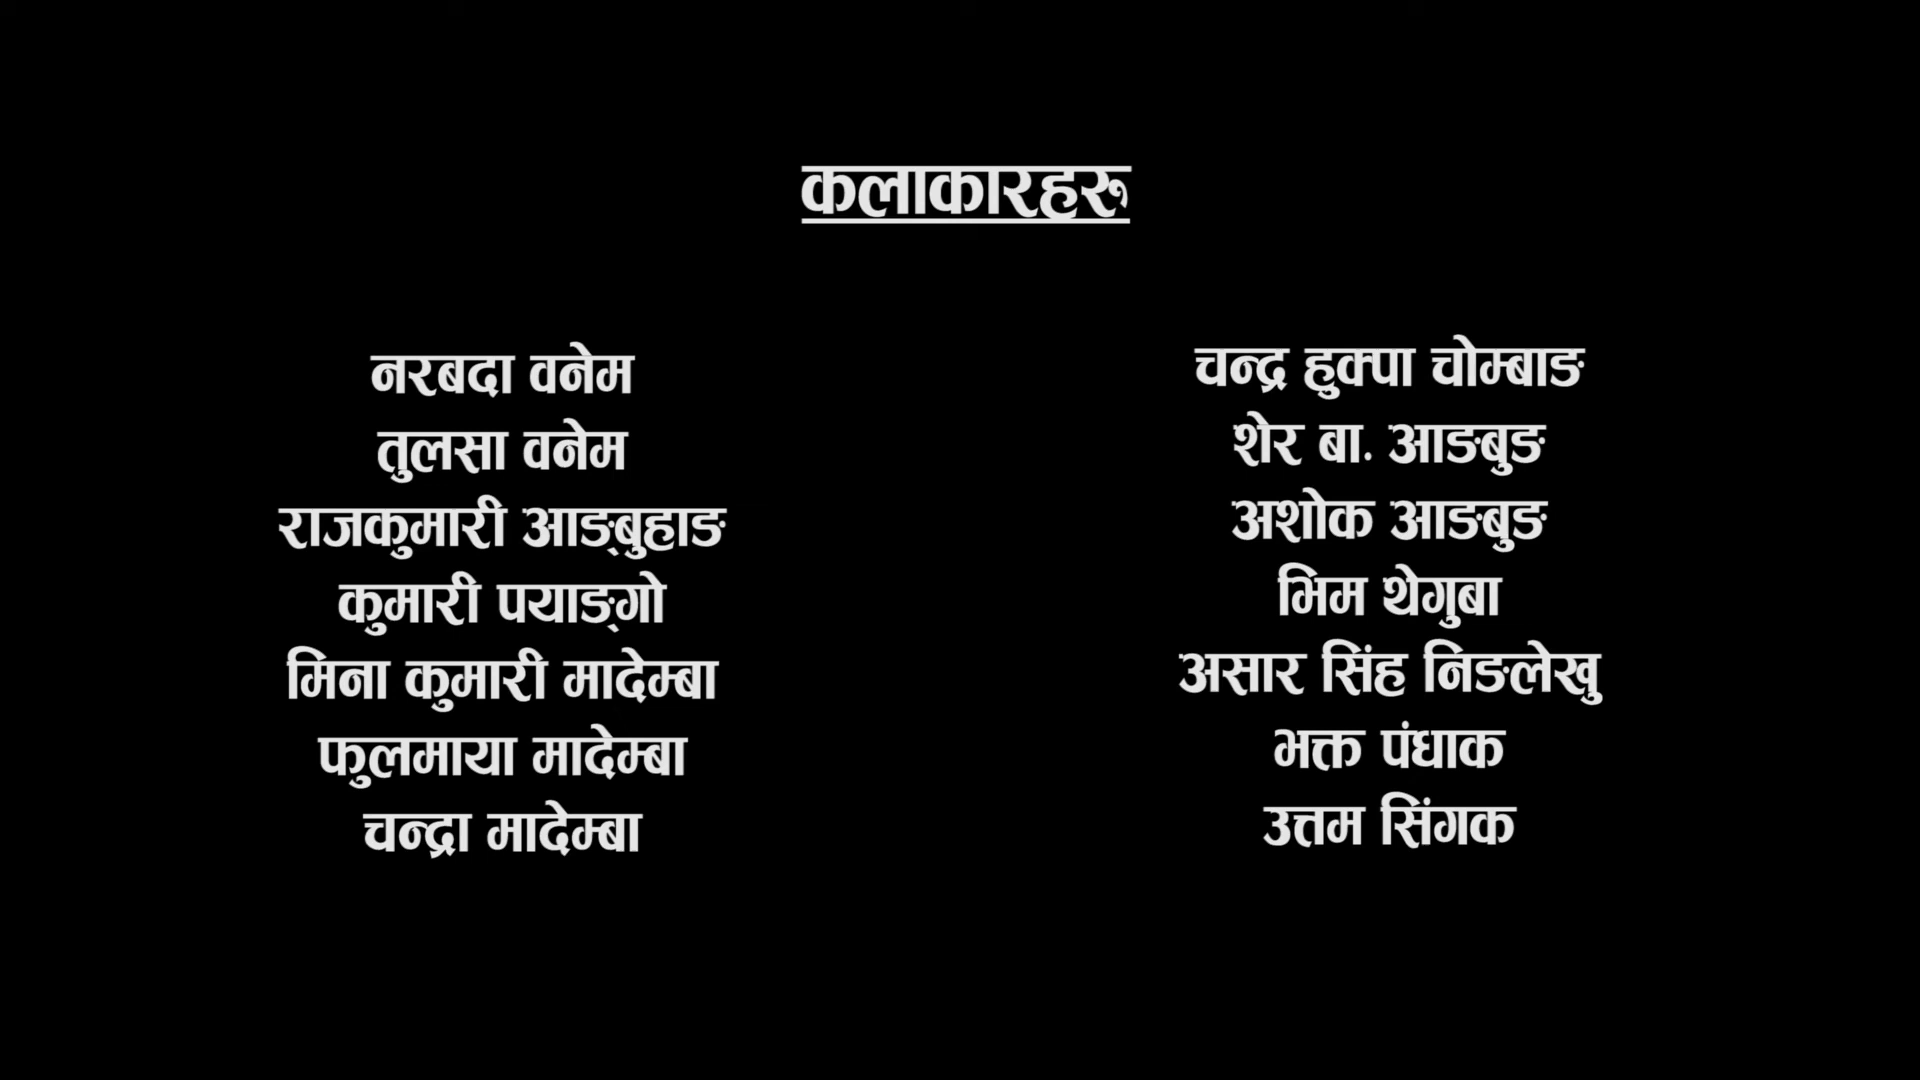 कलाकारहरु
नरबदा वनेम
तुलसा वनेम
राजकुमारी आङ्बुहाङ
कुमारी पयाङ्गो
मिना कुमारी मादेम्बा
फुलमाया मादेम्बा
चन्द्रा मादेम्बा
चन्द्र हुक्पा चोम्बाङ
शेर बा. आङबुङ
अशोक आङबुङ
भिम थेगुबा
असार सिंह निङलेखु
भक्त पंधाक
उत्तम सिंगक